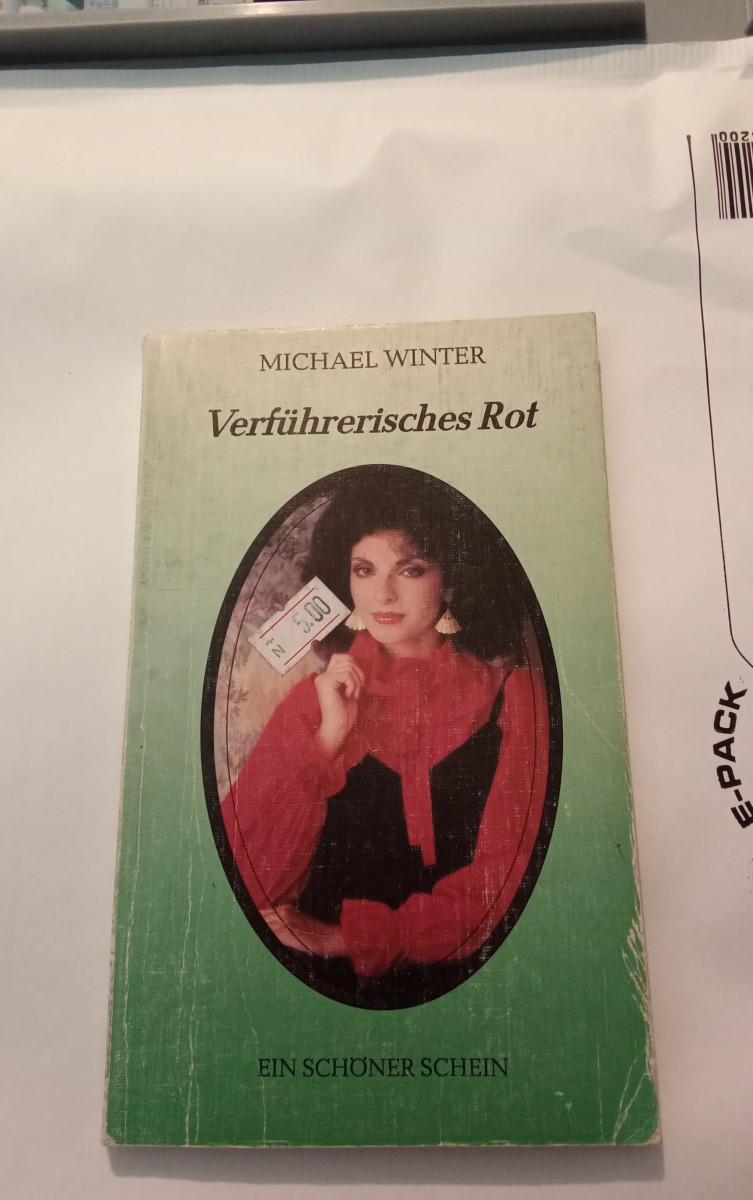 MICHAEL WINTER
Verführerisches Rot
5.00
+
N
EIN SCHÖNER SCHEIN
E-PACK